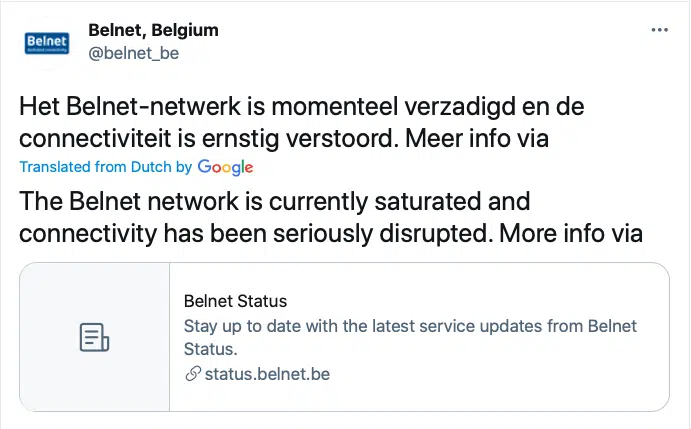 Belnet
Belnet, Belgium
@belnet_be
Het Belnet-netwerk is momenteel verzadigd en de
connectiviteit is ernstig verstoord. Meer info via
Translated from Dutch by Google
The Belnet network is currently saturated and
connectivity has been seriously disrupted. More info via
Belnet Status
Stay up to date with the latest service updates from Belnet
Status.
status.belnet.be